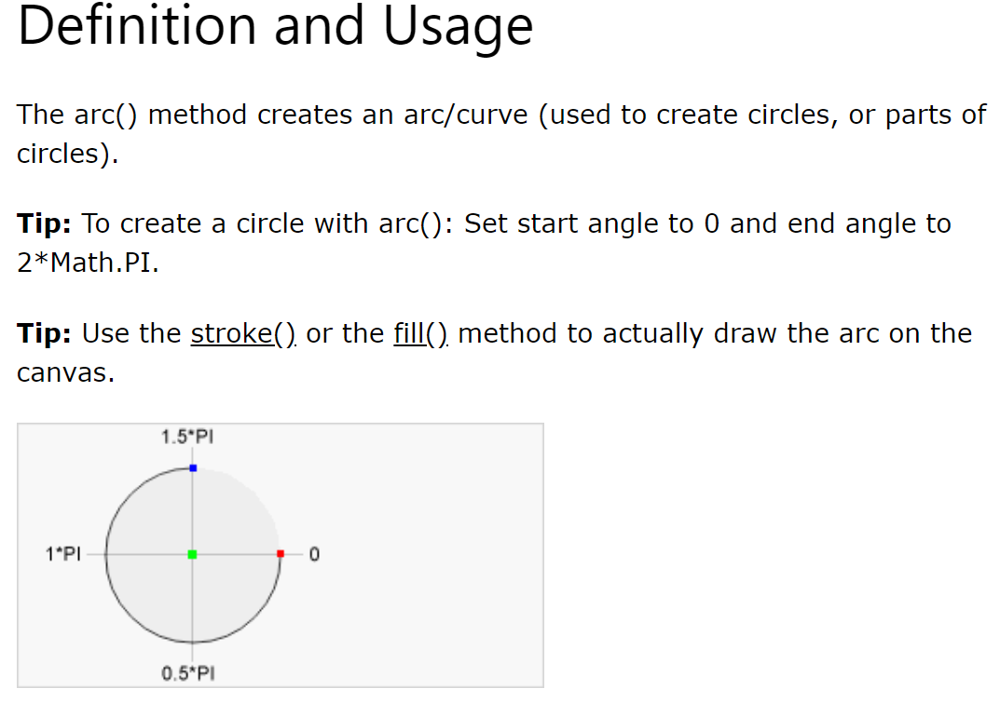 Definition and Usage
The arc() method creates an arc/curve (used to create circles, or parts of
circles).
Tip: To create a circle with arc(): Set start angle to 0 and end angle to
2*Math.PI.
Tip: Use the stroke() or the fill() method to actually draw the arc on the
canvas.
1.5*PI
1*PI
0
0.5*PI